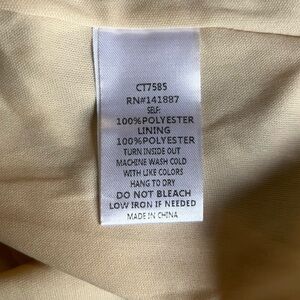 CT7585
RN#141887
SELF:
100%POLYESTER
LINING
100%POLYESTER
TURN INSIDE OUT
MACHINE WASH COLD
WITH LIKE COLORS
HANG TO DRY
DO NOT BLEACH
LOW IRON IF NEEDED
MADE IN CHINA